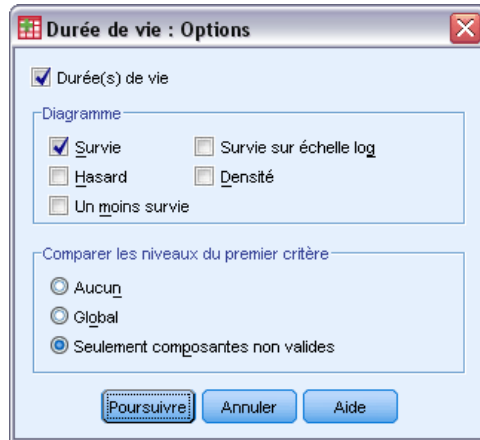 Durée de vie : Options
Durée(s) de vie
Diagramme
Survie
Survie sur échelle log
Hasard
Densité
Un moins survie
Comparer les niveaux du premier critère
Aucun
Global
Seulement composantes non valides
Poursuivre
Annuler
Aide